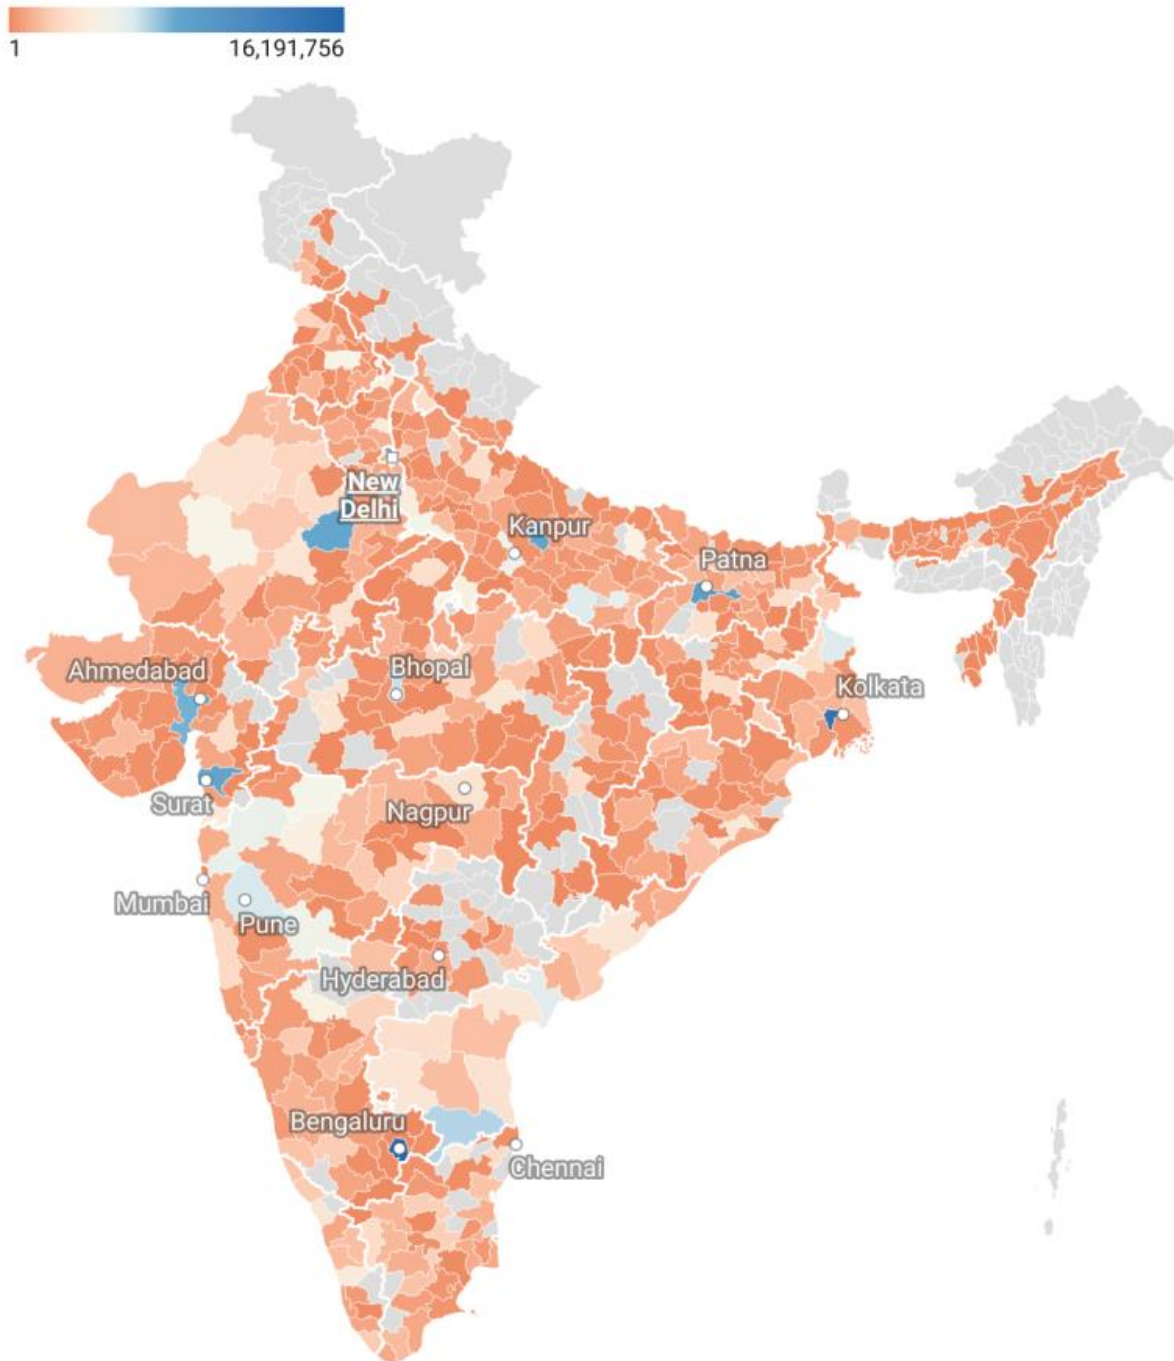 1 16,191,756
New
Delhi
Kanpur
Patna
Ahmedabad
Bhopal
Kolkata
Surat
Nagpur
Mumbai
Pune
Hyderabad
Bengaluru
Chennai